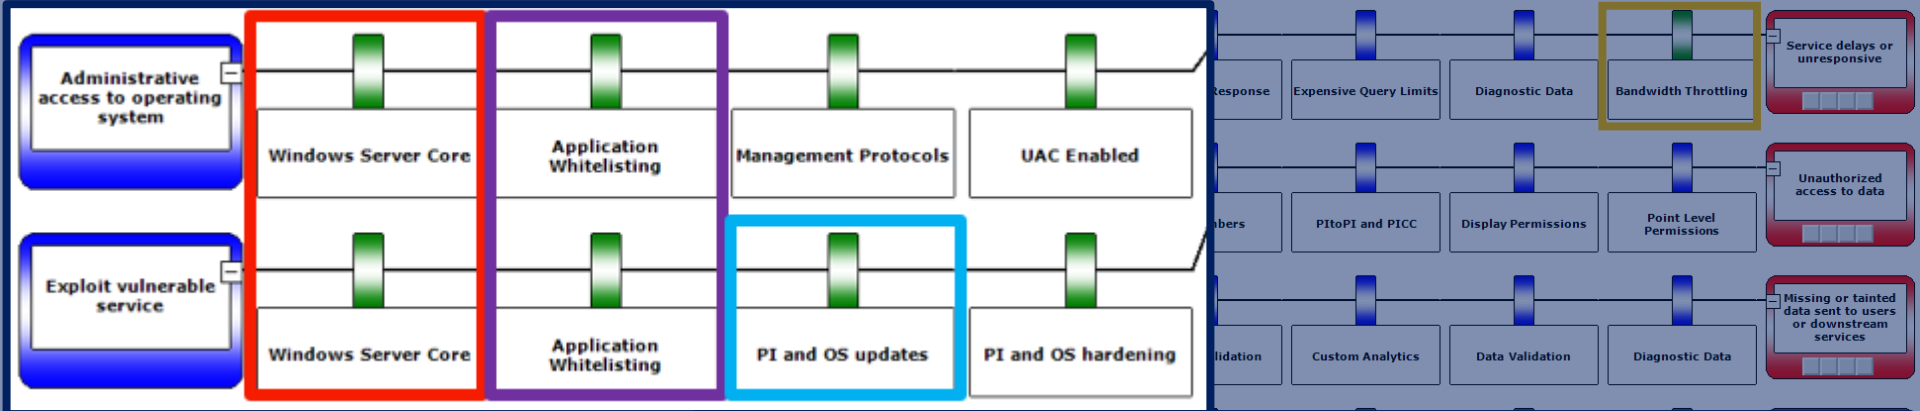 Administrative
access to operating
system
Windows Server Core
Application
Whitelisting
Management Protocols
UAC Enabled
Exploit vulnerable
service
Windows Server Core
Application
Whitelisting
PI and OS updates
PI and OS hardening
Response
Expensive Query Limits
Diagnostic Data
Bandwidth Throttling
Service delays or
unresponsive
PItoPI and PICC
Display Permissions
Point Level
Permissions
Unauthorized
access to data
Custom Analytics
Data Validation
Diagnostic Data
Missing or tainted
data sent to users
or downstream
services